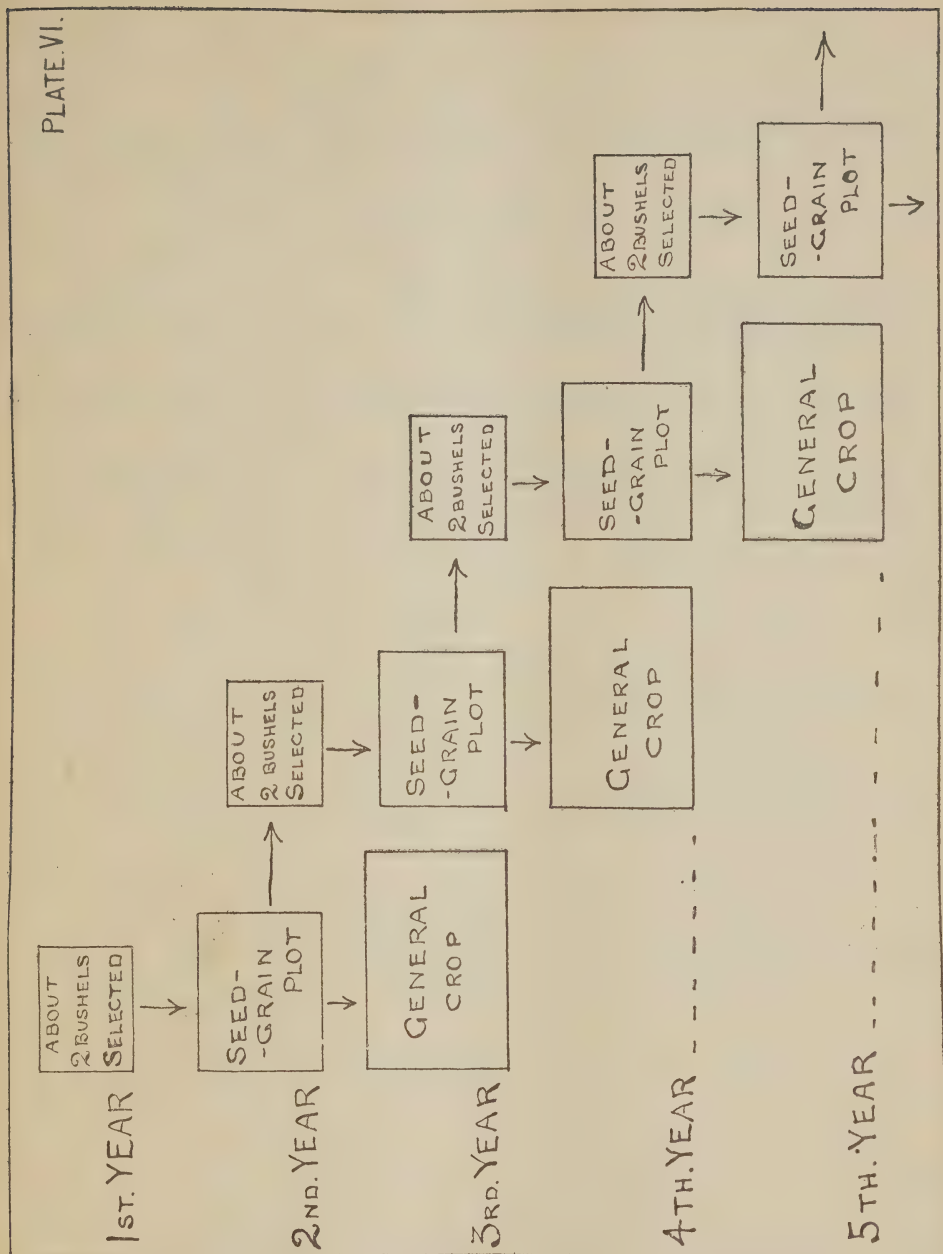 PLATE.VI.
1ST. YEAR
ABOUT
2 BUSHELS
SELECTED
2ND. YEAR
SEED-
-GRAIN
PLOT
ABOUT
2 BUSHELS
SELECTED
3RD. YEAR
GENERAL
CROP
SEED-
-GRAIN
PLOT
ABOUT
2 BUSHELS
SELECTED
4TH. YEAR
GENERAL
CROP
SEED-
-GRAIN
PLOT
ABOUT
2 BUSHELS
SELECTED
5TH. YEAR
GENERAL
CROP
SEED-
-GRAIN
PLOT